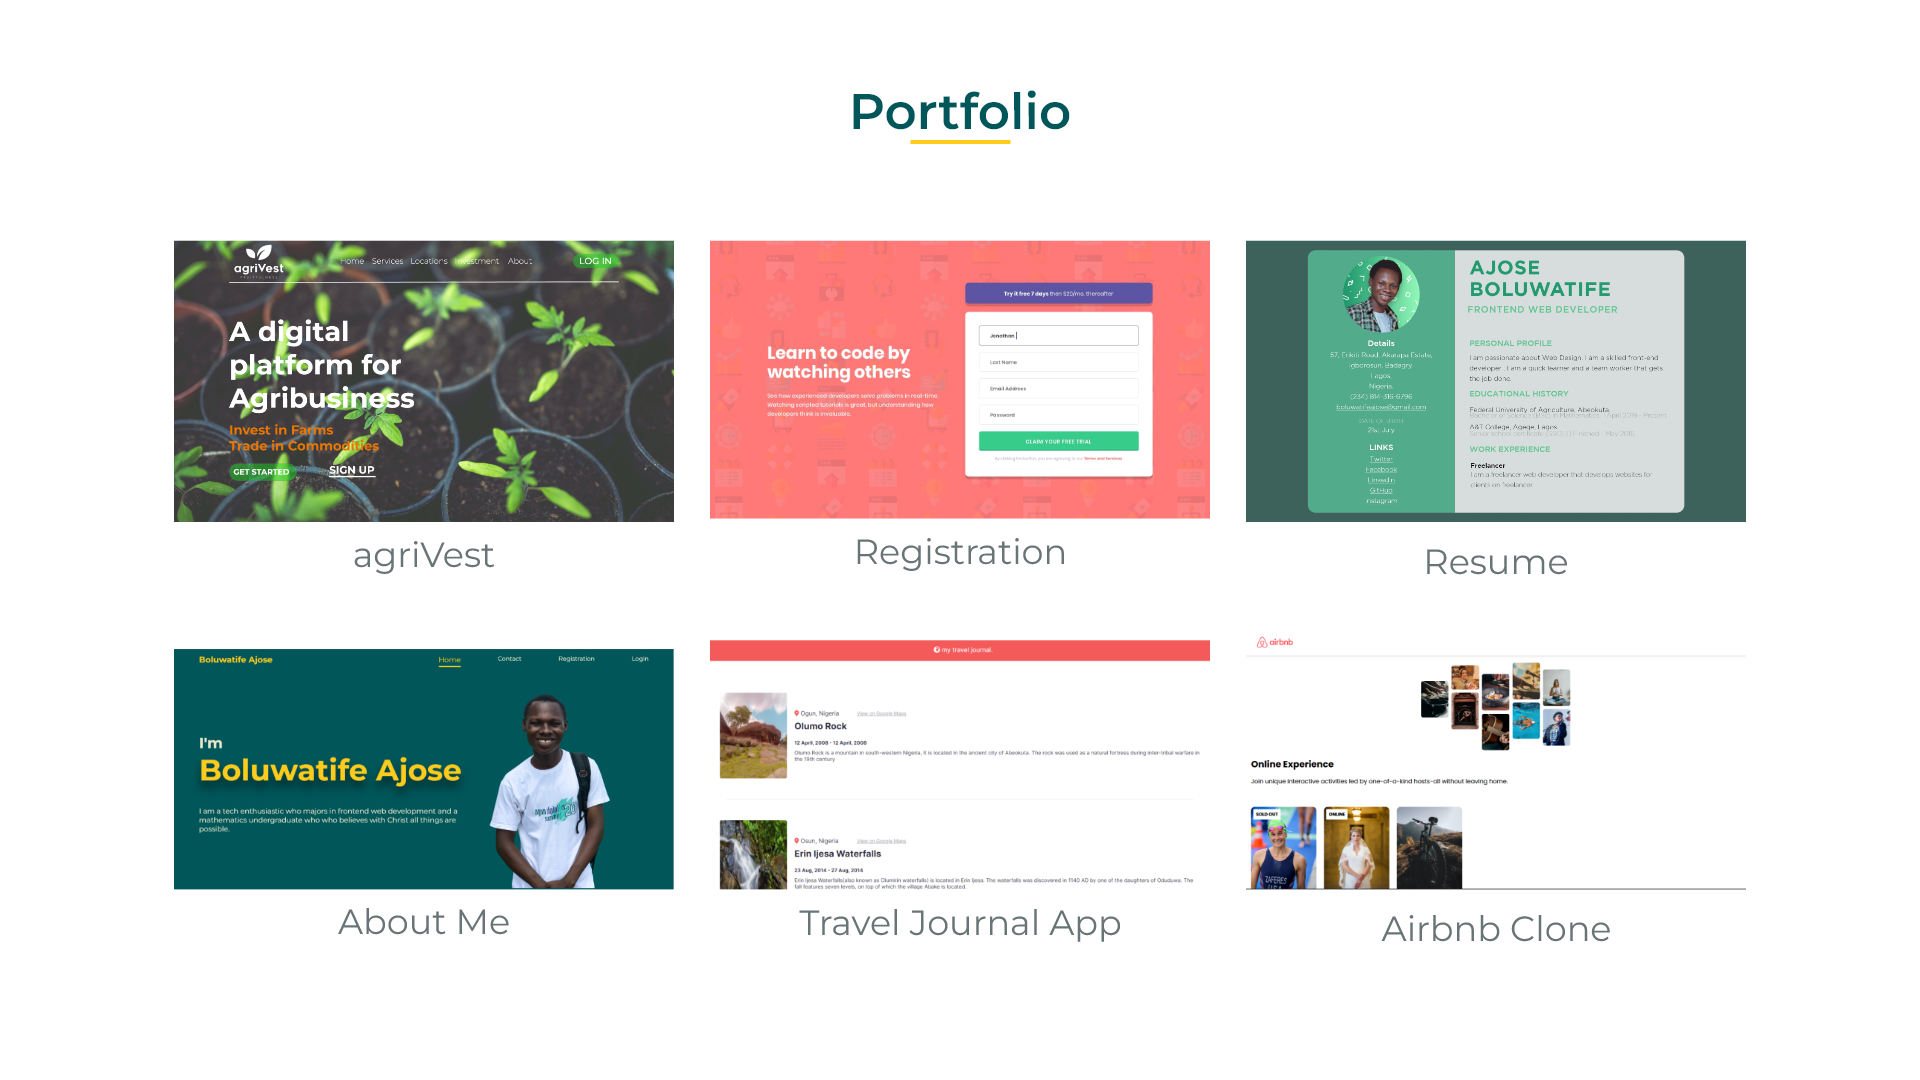 Portfolio
agriVest
Home Services Locations Investment About
LOG IN
A digital
platform for
Agribusiness
Invest in Farms
Trade in Commodities
GET STARTED
SIGN UP
agriVest
Learn to code by
watching others
See how experienced developers solve problems in real-time.
Watching scripted tutorials is great, but understanding how
developers think is invaluable.
Try it free 7 days then $20/mo. thereafter
Jonathan
Last Name
Email Address
Password
CLAIM YOUR FREE TRIAL
By clicking the button, you are agreeing to our Terms and Services
Registration
Details
57, Erikiti Road, Akarapa Estate,
Igborosun, Badagry
Lagos,
Nigeria.
(234) 814-316-6796
DATE OF BIRTH
21st July
LINKS
Twitter
Facebook
Linkedin
GitHub
Instagram
AJOSE
BOLUWATIFE
FRONTEND WEB DEVELOPER
PERSONAL PROFILE
I am passionate about Web Design. I am a skilled front-end
developer . I am a quick learner and a team worker that gets
the job done.
EDUCATIONAL HISTORY
Federal University of Agriculture, Abeokuta,
A&T College, Agege, Lagos
WORK EXPERIENCE
Freelancer
I am a freelancer web developer that develops websites for
clients on freelancer
Resume
Boluwatife Ajose
Home Contact Registration Login
I'm
Boluwatife Ajose
I am a tech enthusiastic who majors in frontend web development and a
mathematics undergraduate who who believes with Christ all things are
possible.
About Me
my travel journal.
Ogun, Nigeria View on Google Maps
Olumo Rock
12 April, 2008 - 12 April, 2008
Olumo Rock is a mountain in south-western Nigeria, it is located in the ancient city of Abeokuta. The rock was used as a natural fortress during inter-tribal warfare in
the 19th century
Osun, Nigeria View on Google Maps
Erin Ijesa Waterfalls
23 Aug, 2014 - 27 Aug, 2014
Erin Ijesa Waterfalls(also known as Olumirin waterfalls) is located in Erin Ijesa. The waterfalls was discovered in 1140 AD by one of the daughters of Oduduwa. The
fall features seven levels, on top of which the village Abake is located.
Travel Journal App
airbnb
Online Experience
Join unique interactive activities led by one-of-a-kind hosts-all without leaving home.
SOLD OUT
ONLINE
Airbnb Clone